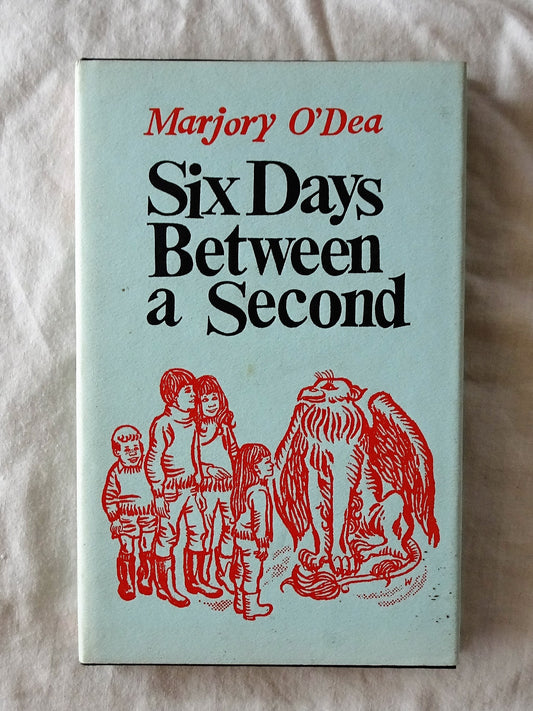 Marjory O'Dea
Six Days
Between
a Second
W